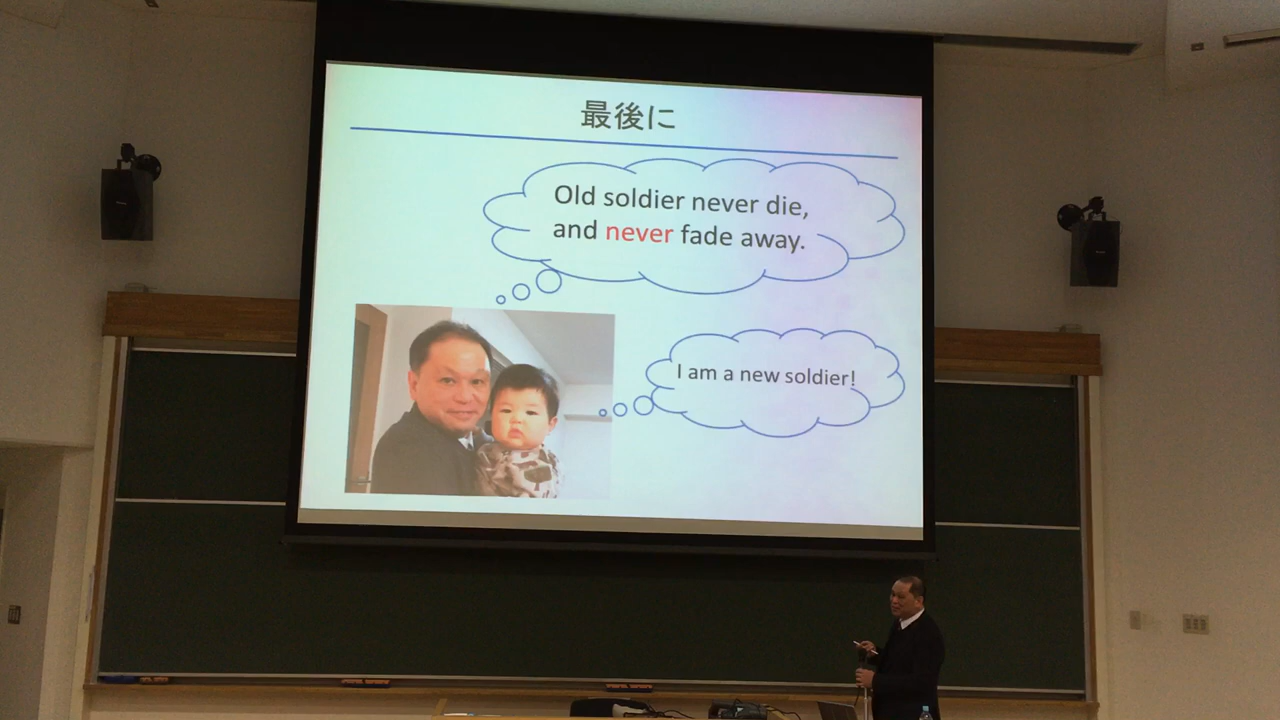 最後に
Old soldier never die,
and never fade away.
I am a new soldier!